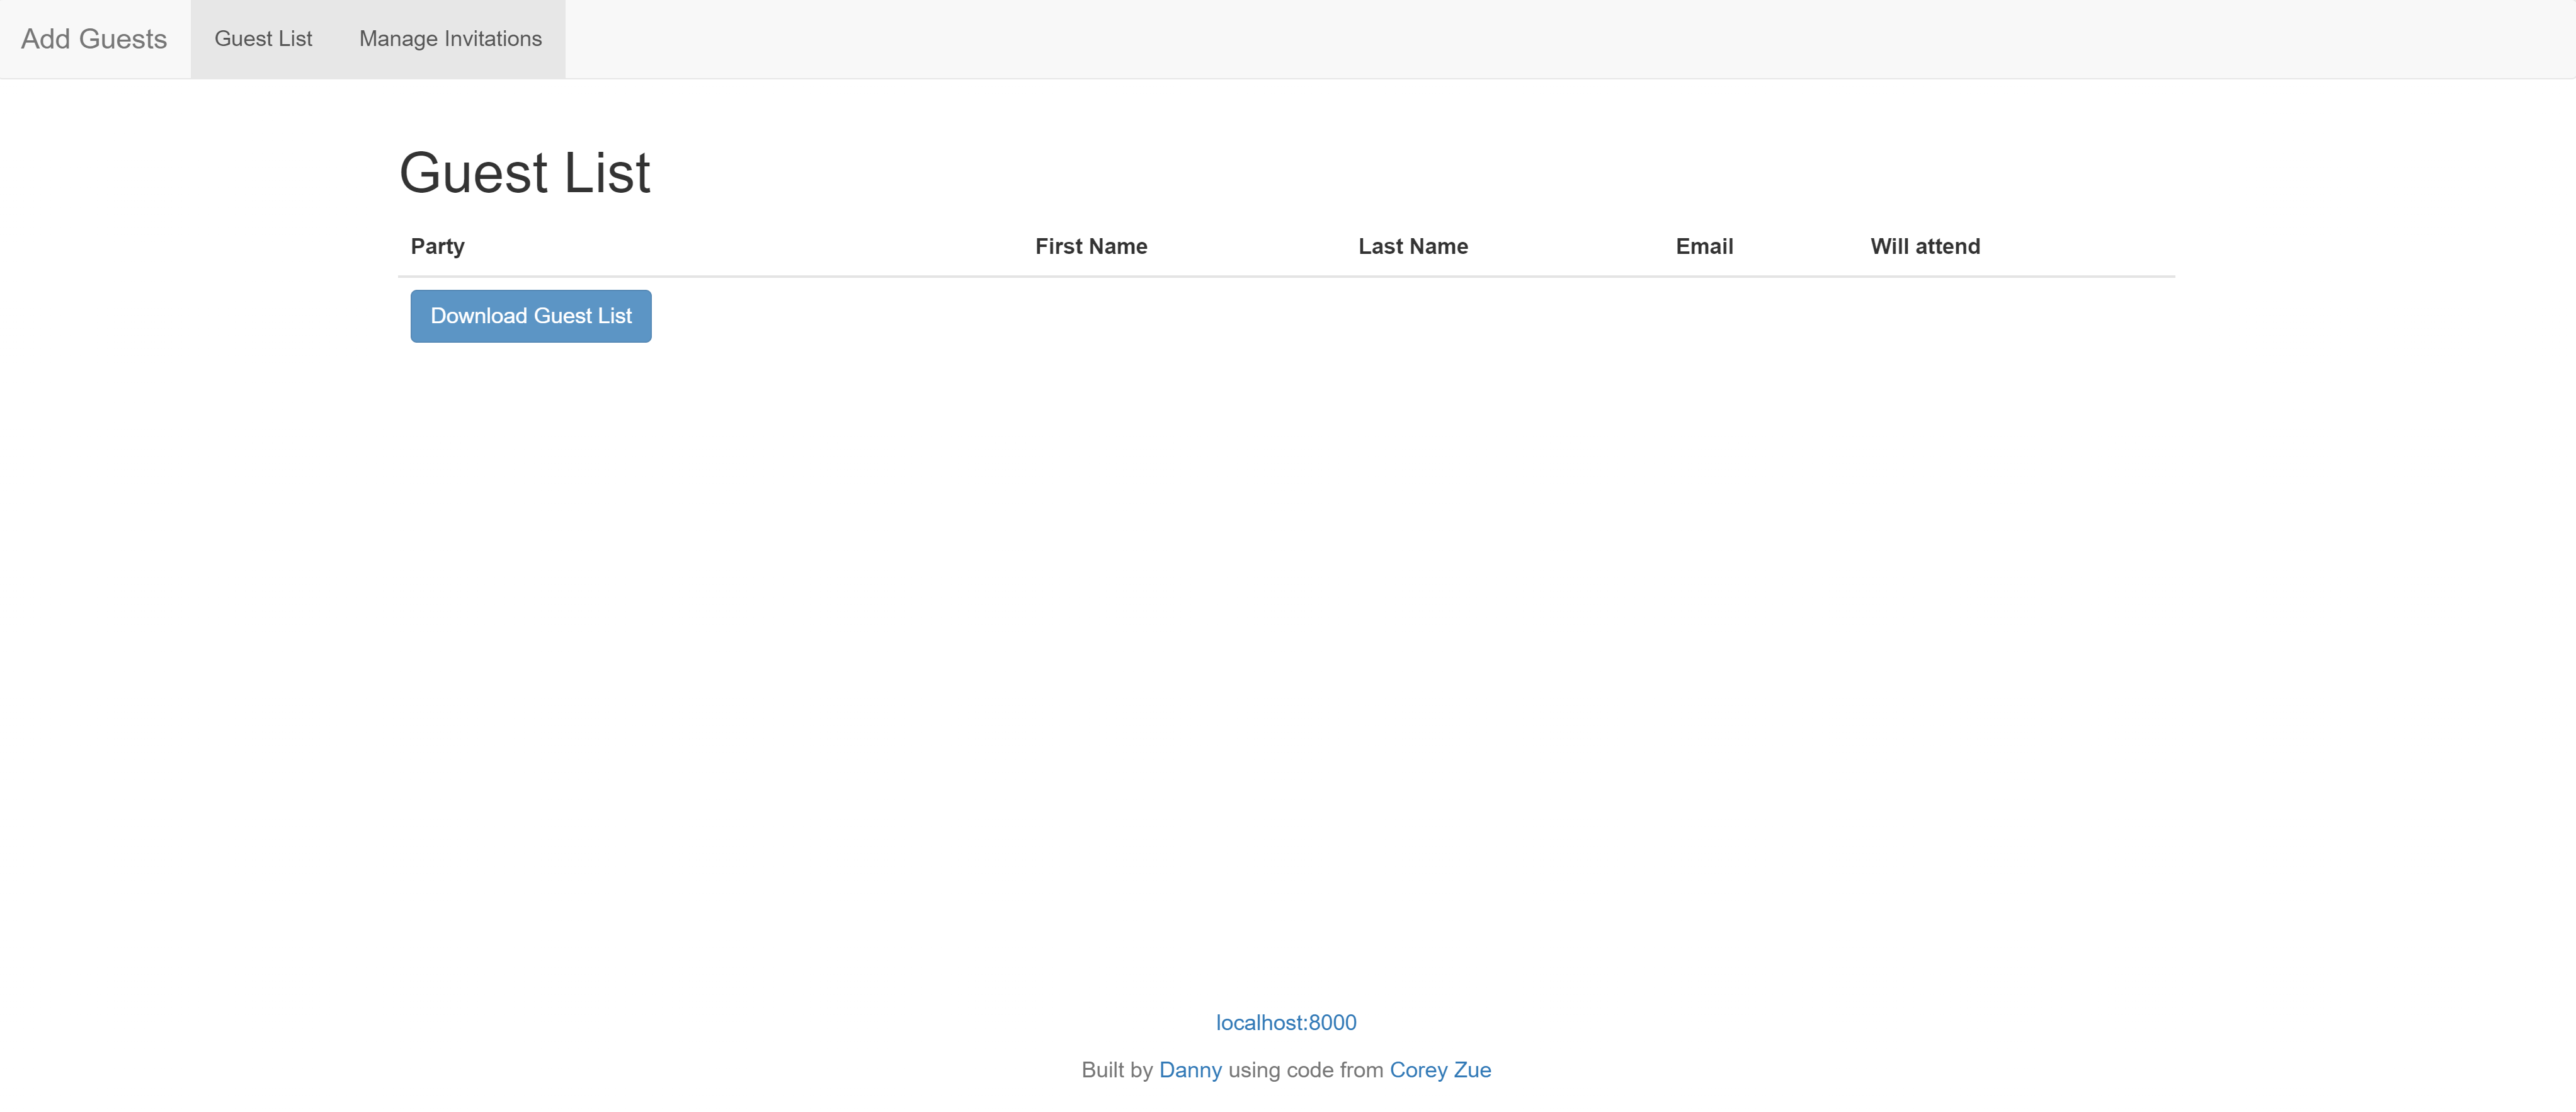 Add Guests Guest List Manage Invitations
Guest List
Party First Name Last Name Email Will attend
Download Guest List
localhost:8000
Built by Danny using code from Corey Zue